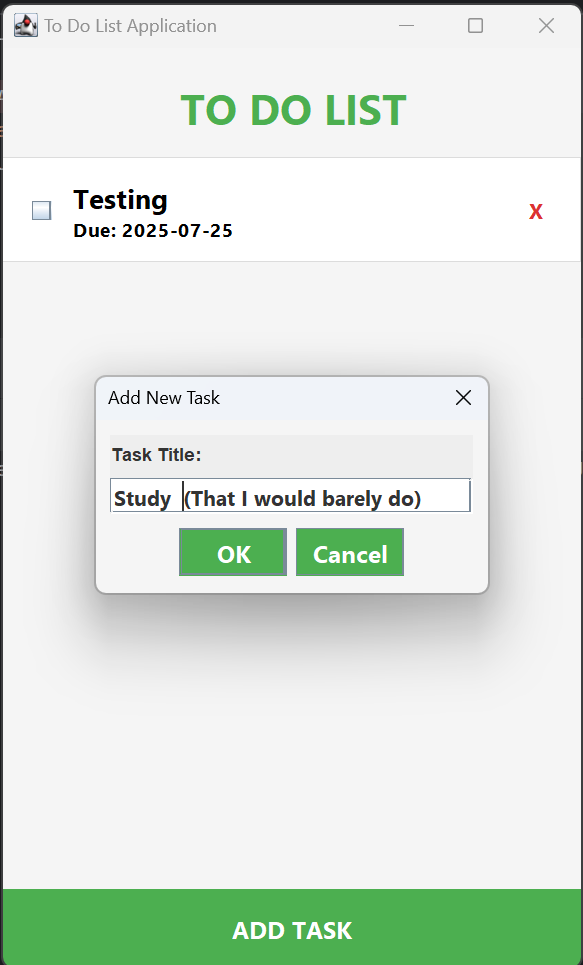 To Do List Application
TO DO LIST
Testing
X
Due: 2025-07-25
Add New Task
Task Title:
Study  (That I would barely do)
OK Cancel
ADD TASK